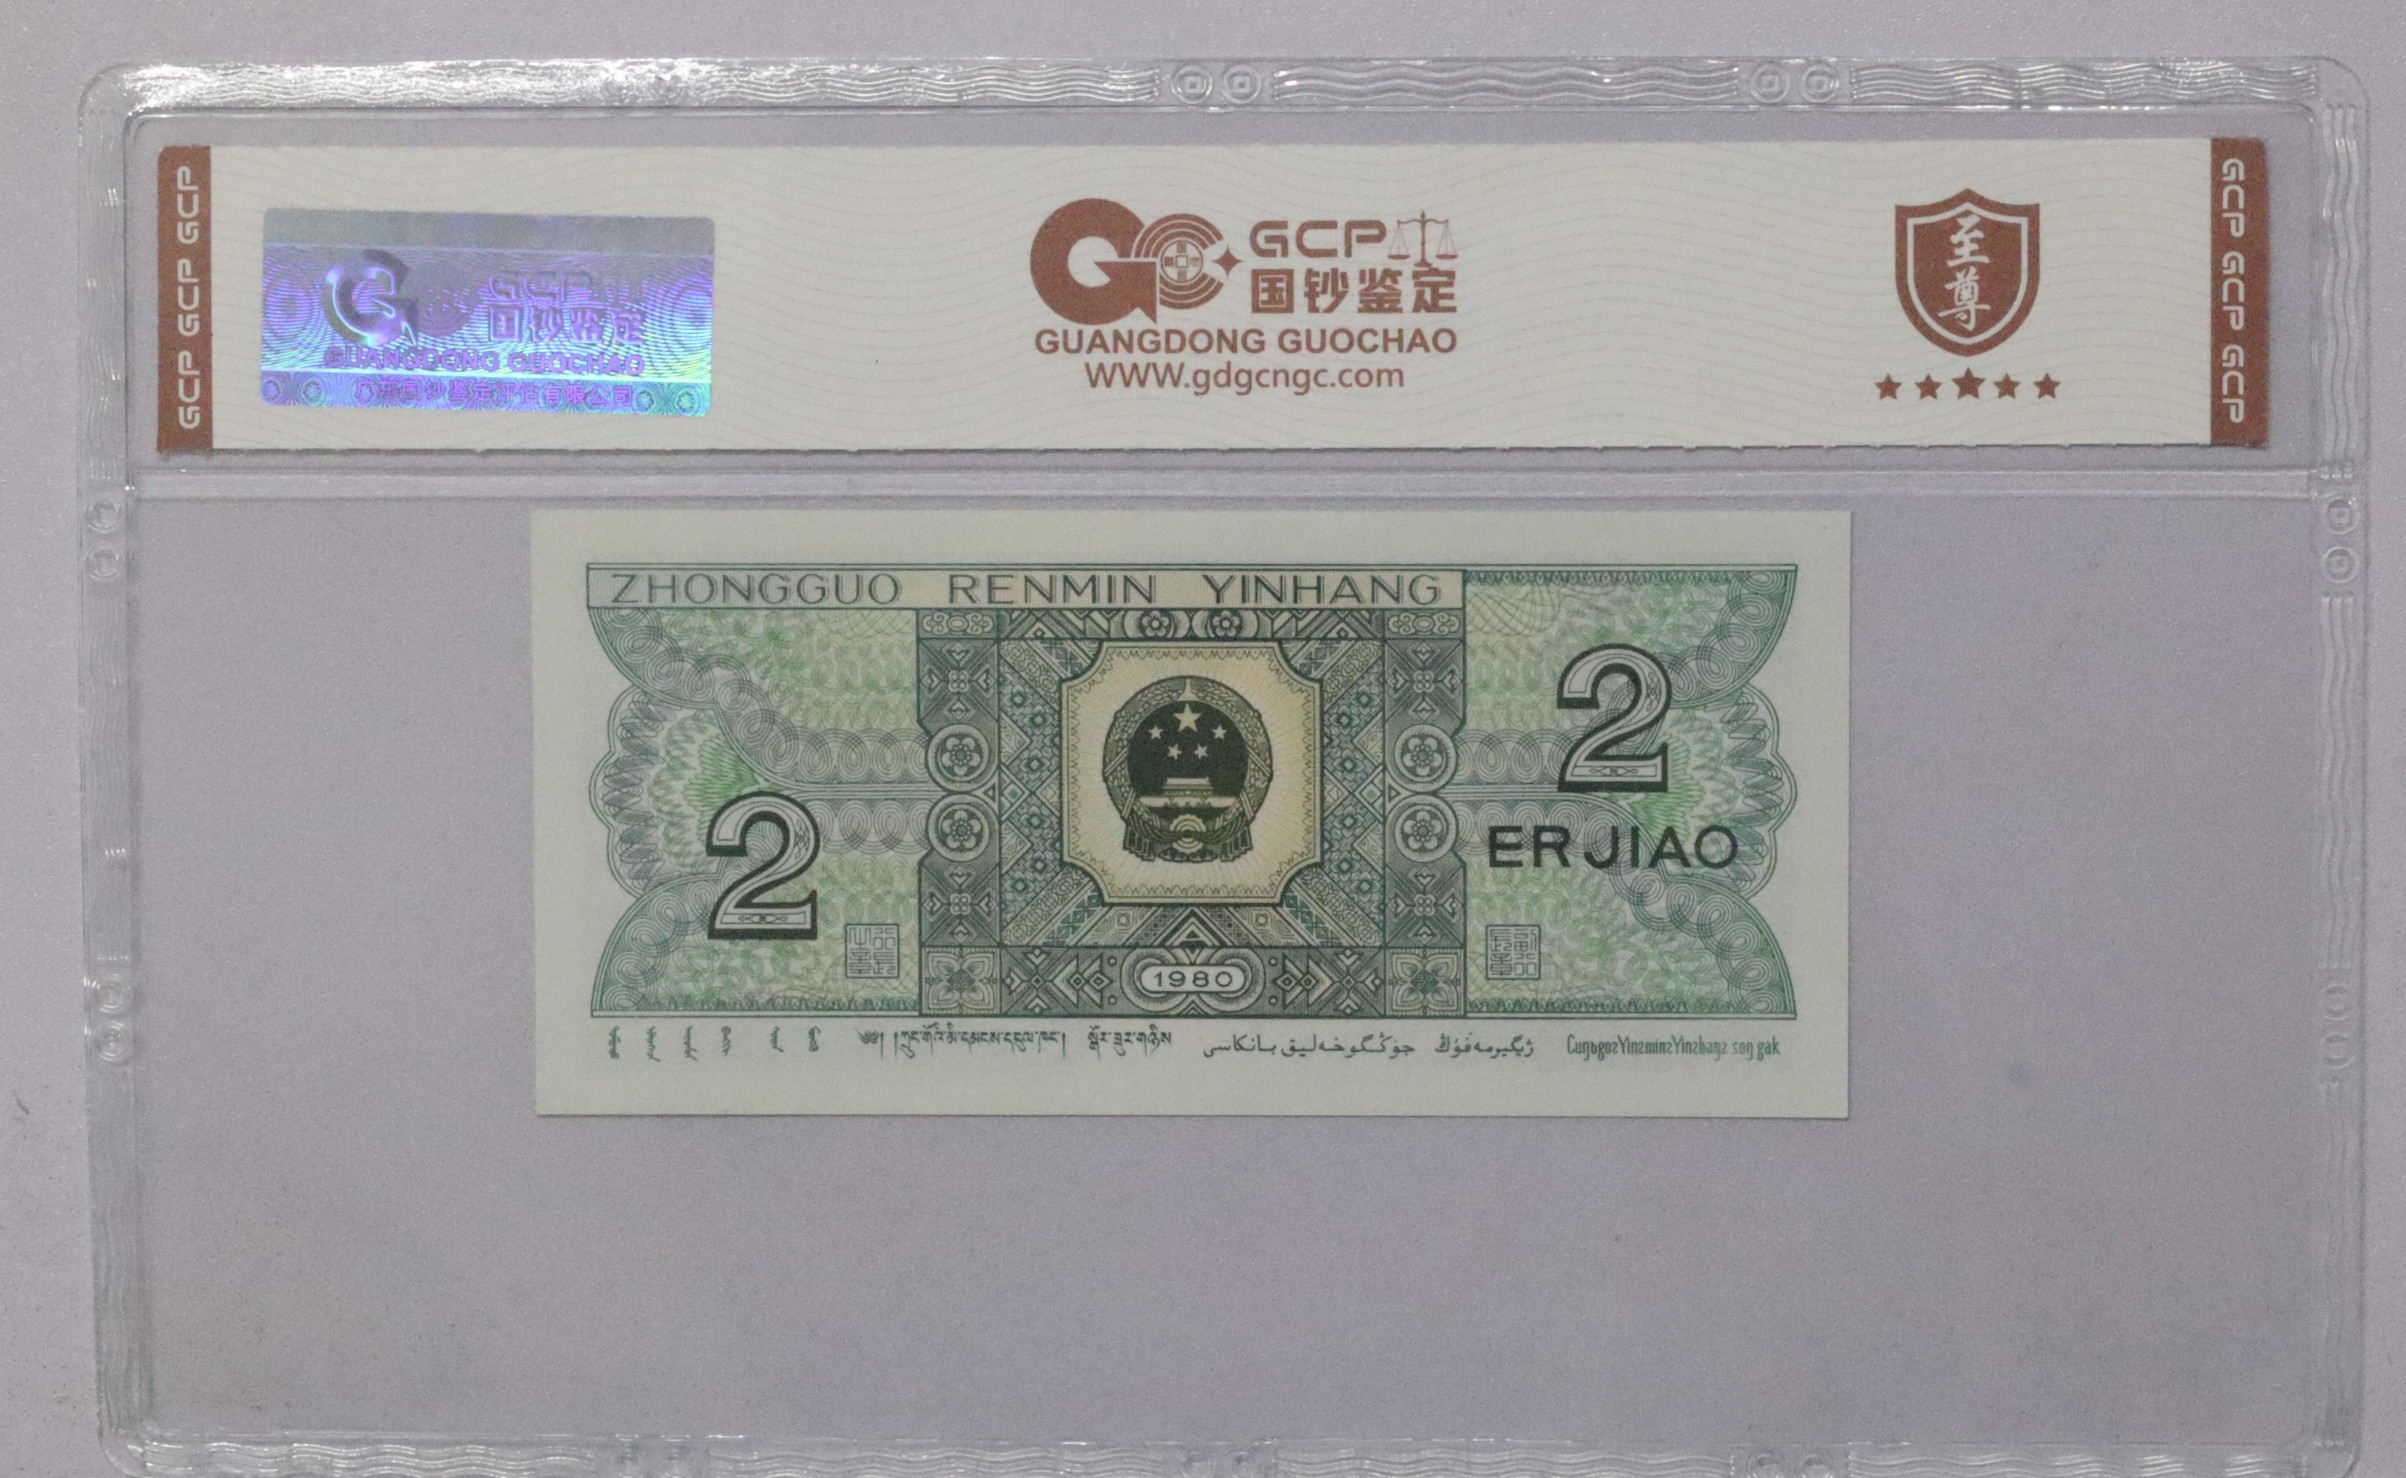 GCP GCP GCP
GCP
国钞鉴定
GUANGDONG GUOCHAO
广东国钞鉴定评估有限公司
GCP
国钞鉴定
GUANGDONG GUOCHAO
WWW.gdgcngc.com
至尊
GCP GCP GCP
ZHONGGUO RENMIN YINHANG
2
2
ERJIAO
1980
جۇڭگوخەلىق بانكاسى